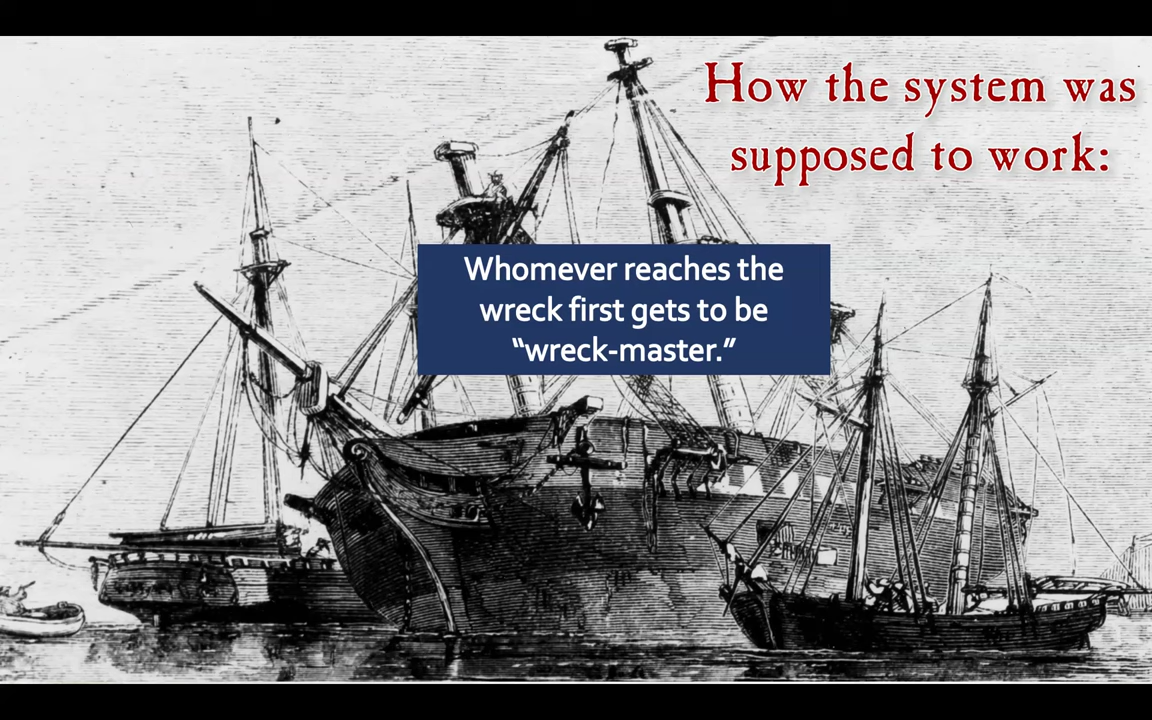 How the system was
supposed to work:
Whomever reaches the
wreck first gets to be
“wreck-master.”